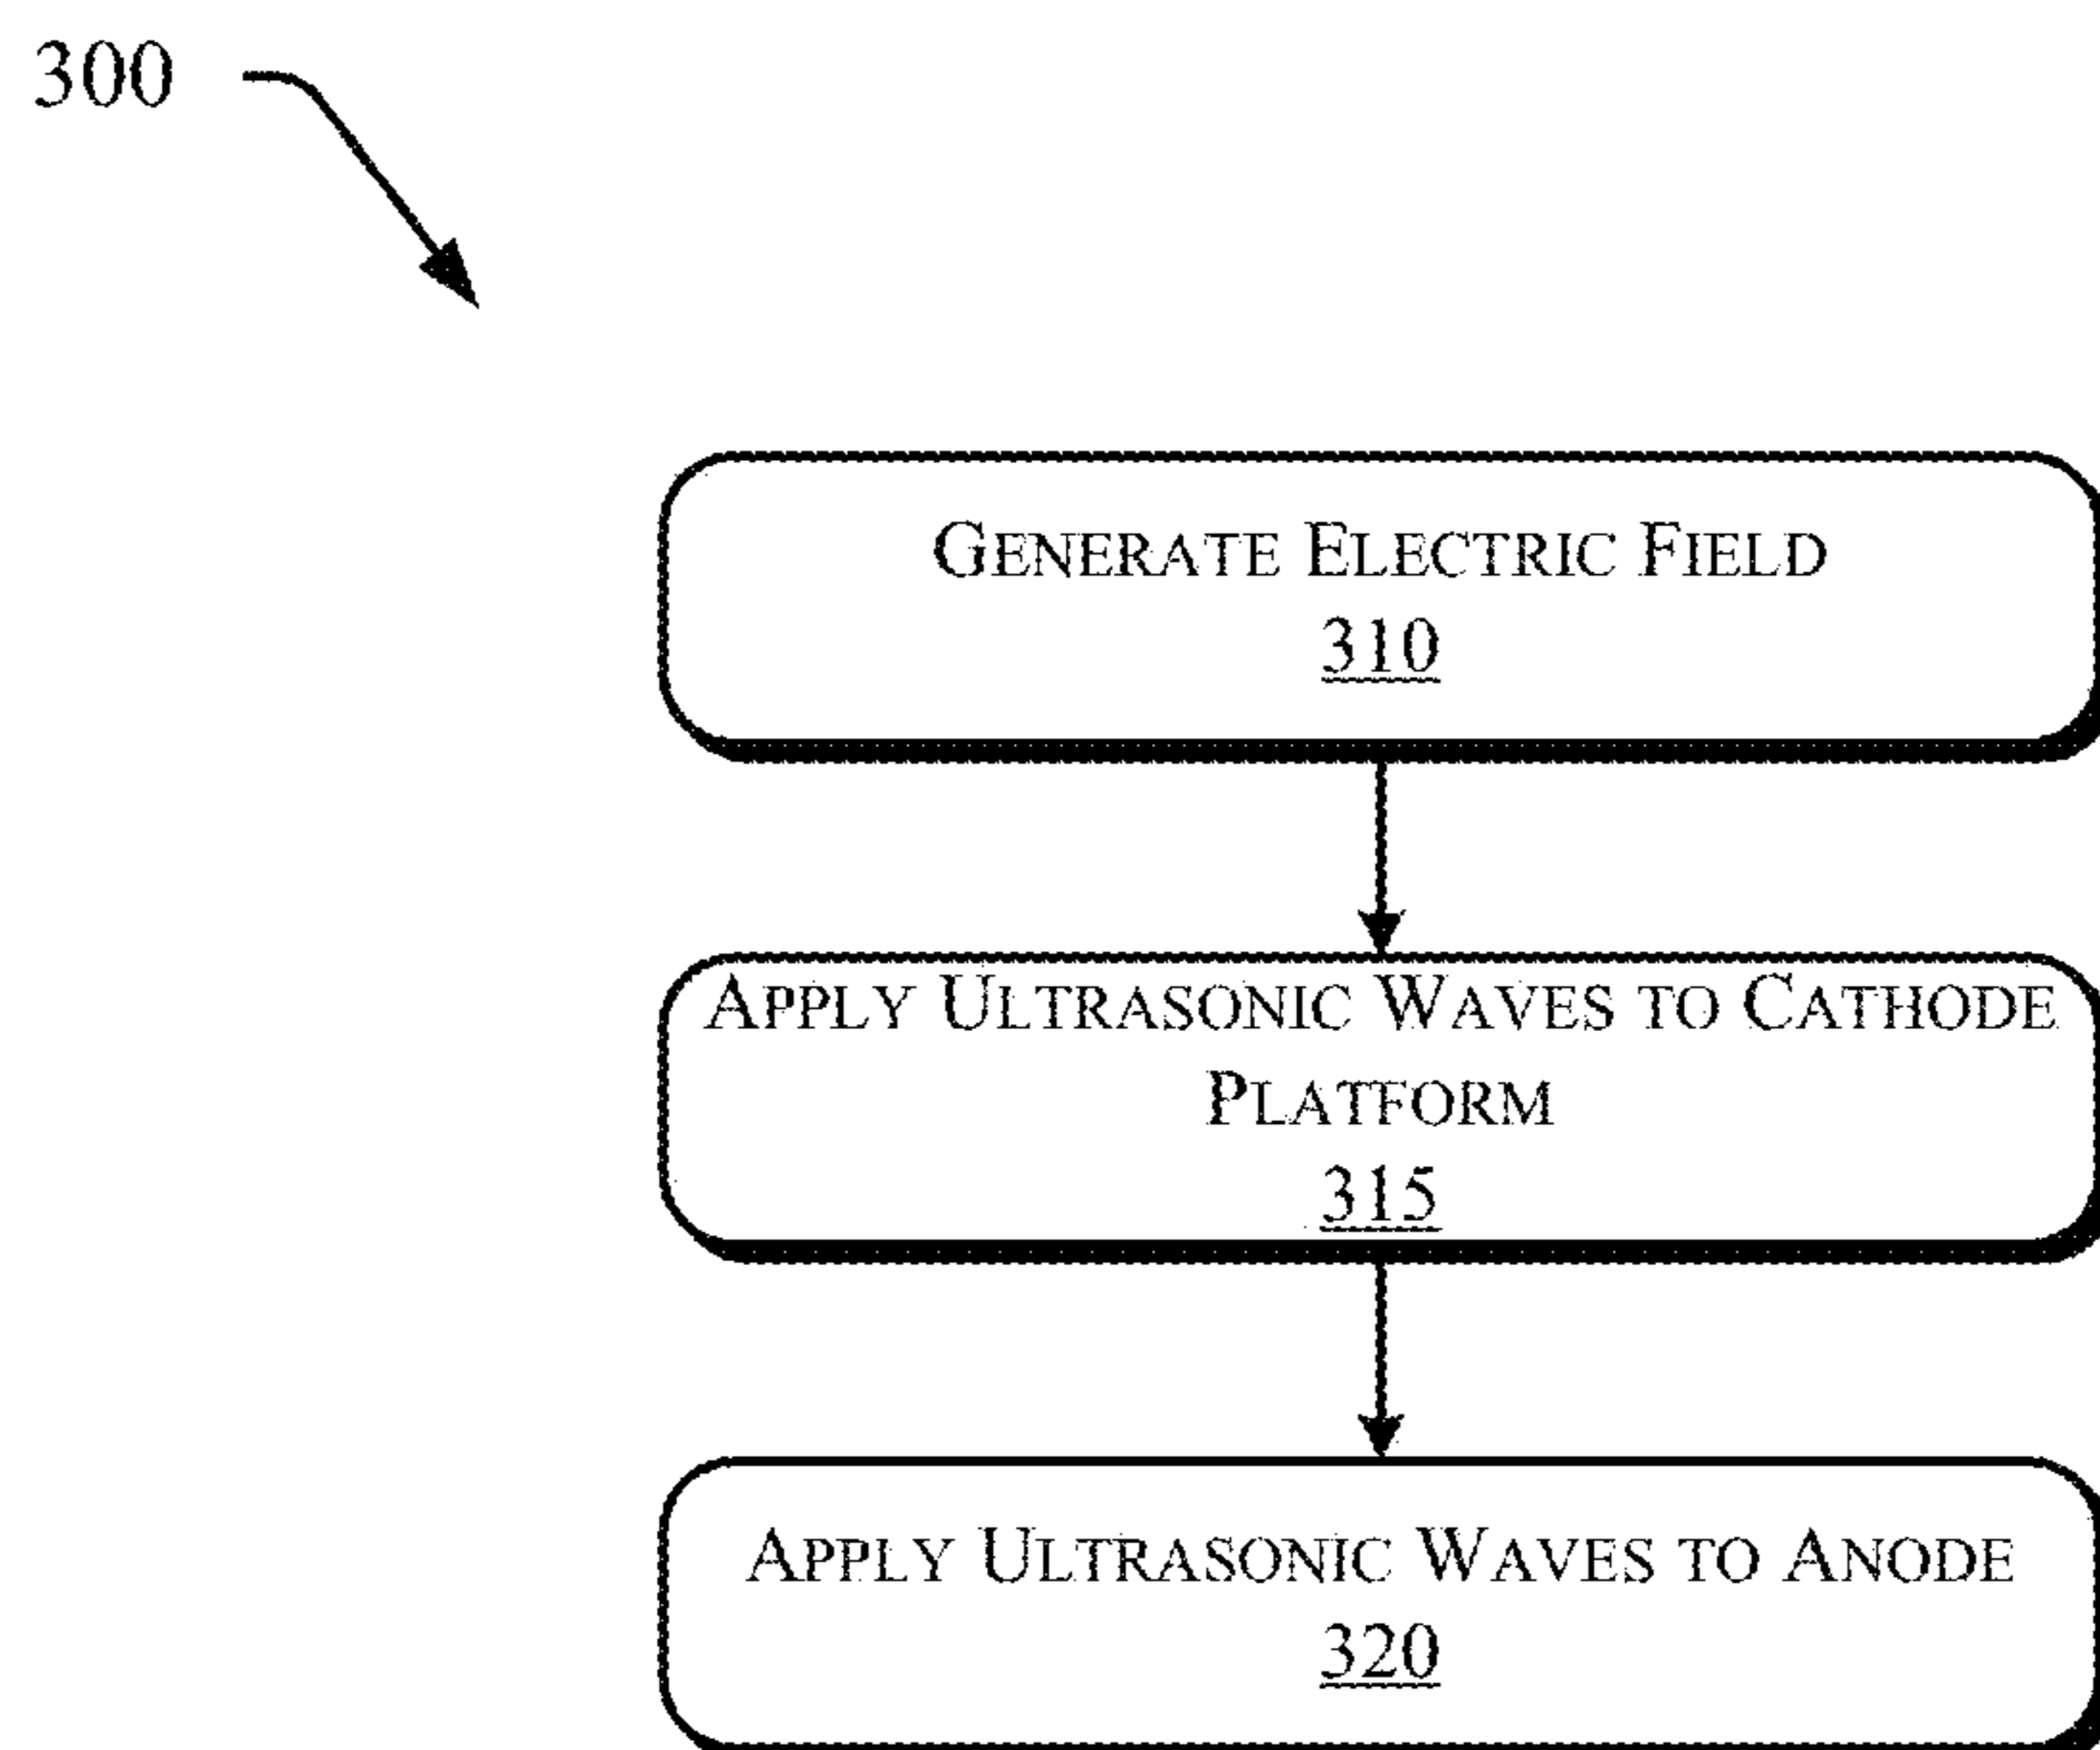 300
GENERATE ELECTRIC FIELD
310
APPLY ULTRASONIC WAVES TO CATHODE
PLATFORM
315
APPLY ULTRASONIC WAVES TO ANODE
320